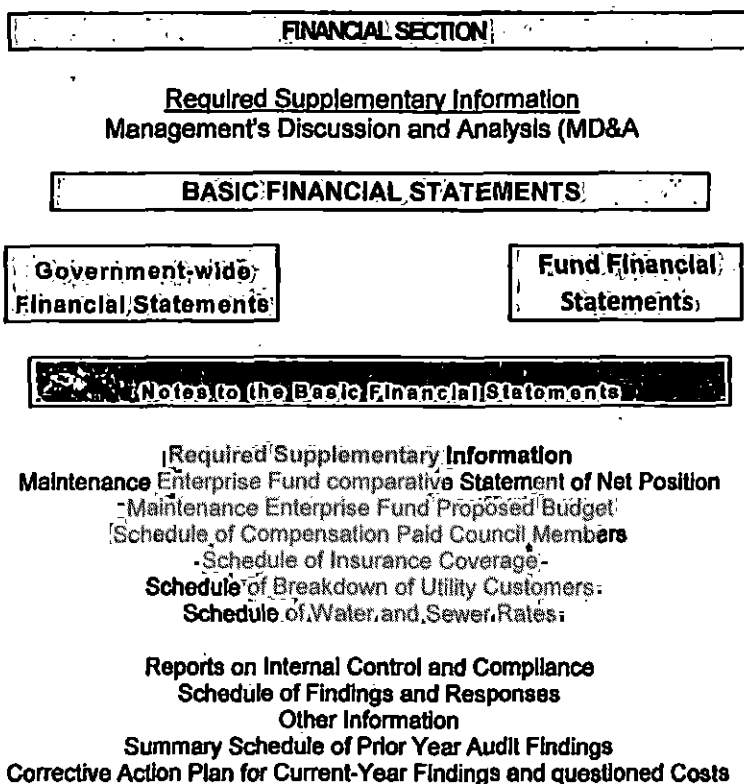 FINANCIAL SECTION
Required Supplementary Information
Management's Discussion and Analysis (MD&A
BASIC FINANCIAL STATEMENTS
Government-wide
Financial Statements
Fund Financial
Statements
Notes to the Basic Financial Statements
Required Supplementary Information
Maintenance Enterprise Fund comparative Statement of Net Position
Maintenance Enterprise Fund Proposed Budget
Schedule of Compensation Paid Council Members
Schedule of Insurance Coverage
Schedule of Breakdown of Utility Customers
Schedule of Water and Sewer Rates
Reports on Internal Control and Compliance
Schedule of Findings and Responses
Other Information
Summary Schedule of Prior Year Audit Findings
Corrective Action Plan for Current-Year Findings and questioned Costs